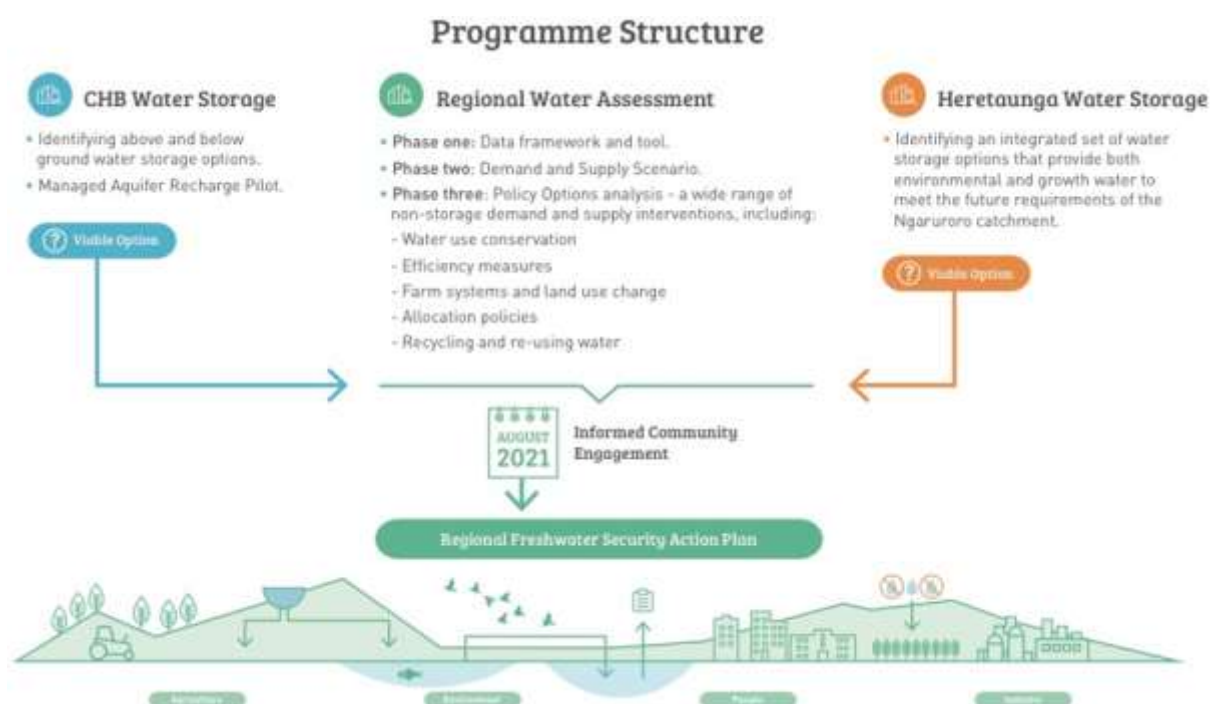 Programme Structure
CHB Water Storage
• Identifying above and below
ground water storage options.
• Managed Aquifer Recharge Pilot.
? Viable Option
Regional Water Assessment
• Phase one: Data framework and tool.
• Phase two: Demand and Supply Scenario.
• Phase three: Policy Options analysis - a wide range of
non-storage demand and supply interventions, including:
- Water use conservation
- Efficiency measures
- Farm systems and land use change
- Allocation policies
- Recycling and re-using water
Heretaunga Water Storage
• Identifying an integrated set of water
storage options that provide both
environmental and growth water to
meet the future requirements of the
Ngaruroro catchment.
? Viable Option
AUGUST
2021
Informed Community
Engagement
Regional Freshwater Security Action Plan
Agriculture
Environment
People
Industry